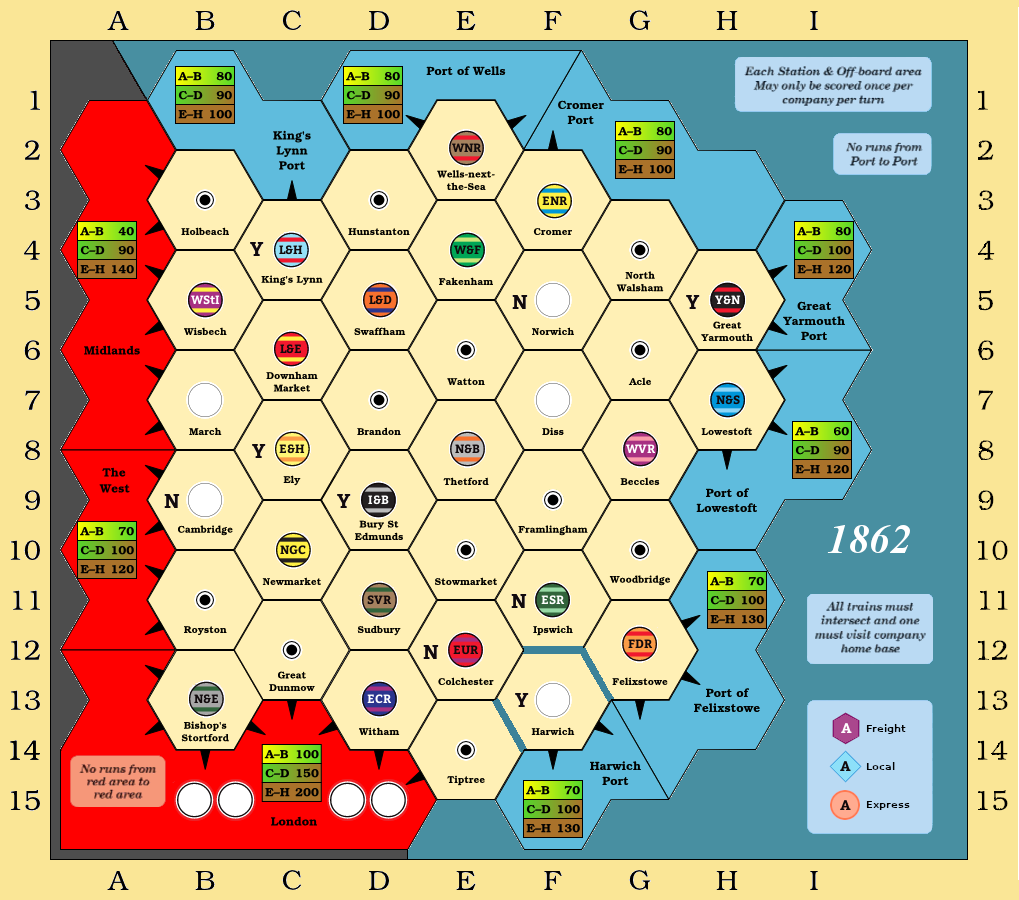 A B C D E F G H I
A–B 80
C–D 90
E–H 100
A–B 80
C–D 90
E–H 100
Port of Wells
Each Station & Off-board area
May only be scored once per
company per turn
1
1
Cromer
Port
King's
Lynn
Port
A–B 80
C–D 90
E–H 100
No runs from
Port to Port
2
WNR
2
Wells-next-
the-Sea
3
ENR
3
Holbeach
Hunstanton
Cromer
A–B 40
C–D 90
E–H 140
A–B 80
C–D 100
E–H 120
4
Y
L&H
W&F
4
King's Lynn
Fakenham
North
Walsham
5
WStI
L&D
N
Y
Y&N
5
Great
Yarmouth
Port
Wisbech
Swaffham
Norwich
Great
Yarmouth
6
Midlands
L&E
6
Downham
Market
Watton
Acle
7
N&S
7
March
Brandon
Diss
Lowestoft
A–B 60
C–D 90
E–H 120
8
Y
E&H
N&B
WVR
8
The
West
Ely
Thetford
Beccles
9
N
Y
I&B
Port of
Lowestoft
9
Cambridge
Bury St
Edmunds
Framlingham
A–B 70
C–D 100
E–H 120
1862
10
NGC
10
Newmarket
Stowmarket
Woodbridge
A–B 70
C–D 100
E–H 130
11
SVR
N
ESR
11
Royston
Sudbury
Ipswich
All trains must
intersect and one
must visit company
home base
12
N
EUR
FDR
12
Great
Dunmow
Colchester
Felixstowe
13
N&E
ECR
Y
Port of
Felixstowe
13
Bishop's
Stortford
Witham
Harwich
A Freight
A Local
A Express
14
A–B 100
C–D 150
E–H 200
14
No runs from
red area to
red area
Tiptree
Harwich
Port
15
A–B 70
C–D 100
E–H 130
15
London
A B C D E F G H I